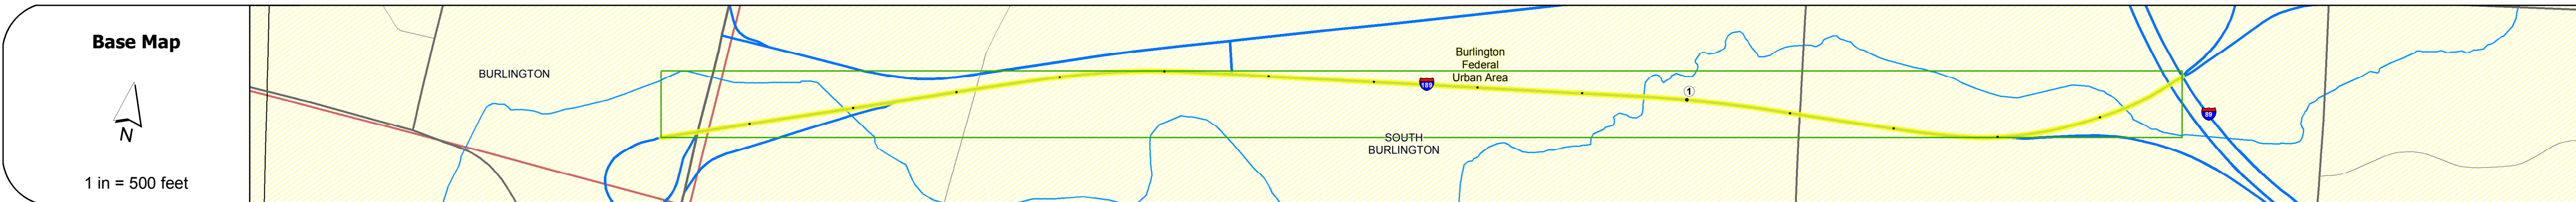 Base Map
N
1 in = 500 feet
BURLINGTON
Burlington
Federal
Urban Area
189
1
SOUTH
BURLINGTON
89